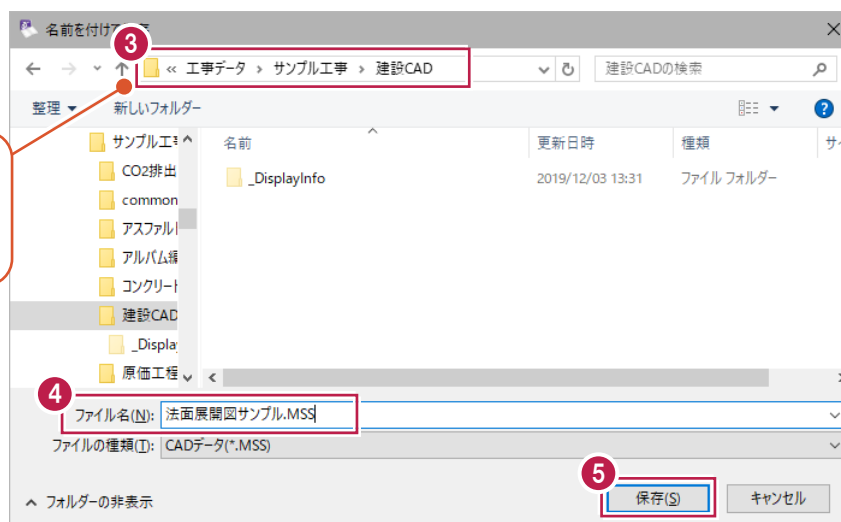 名前を付けて保存
3
« 工事データ › サンプル工事 › 建設CAD
建設CADの検索
整理
新しいフォルダー
名前
更新日時
種類
サイ
サンプル工事
CO2排出
common
アスファルト
アルバム編
コンクリート
建設CAD
_Display
原価工程
_DisplayInfo
2019/12/03 13:31
ファイル フォルダー
4
ファイル名(N): 法面展開図サンプル.MSS
ファイルの種類(T): CADデータ(*.MSS)
5
フォルダーの非表示
保存(S)
キャンセル